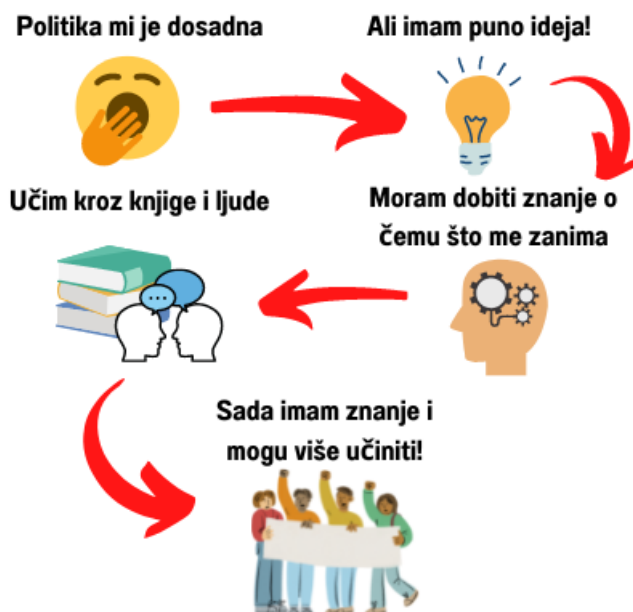 Politika mi je dosadna
Ali imam puno ideja!
Moram dobiti znanje o
čemu što me zanima
Učim kroz knjige i ljude
Sada imam znanje i
mogu više učiniti!